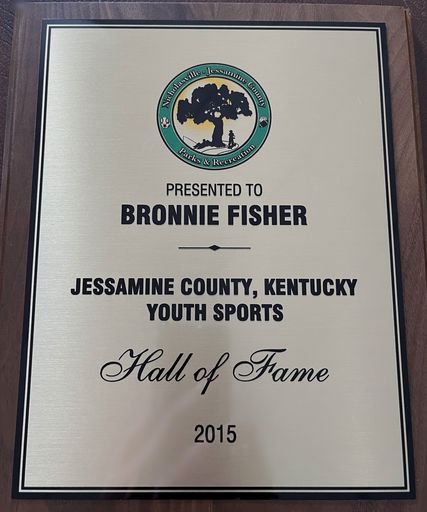 Nicholasville - Jessamine County
Parks & Recreation
PRESENTED TO
BRONNIE FISHER
JESSAMINE COUNTY, KENTUCKY
YOUTH SPORTS
Hall of Fame
2015